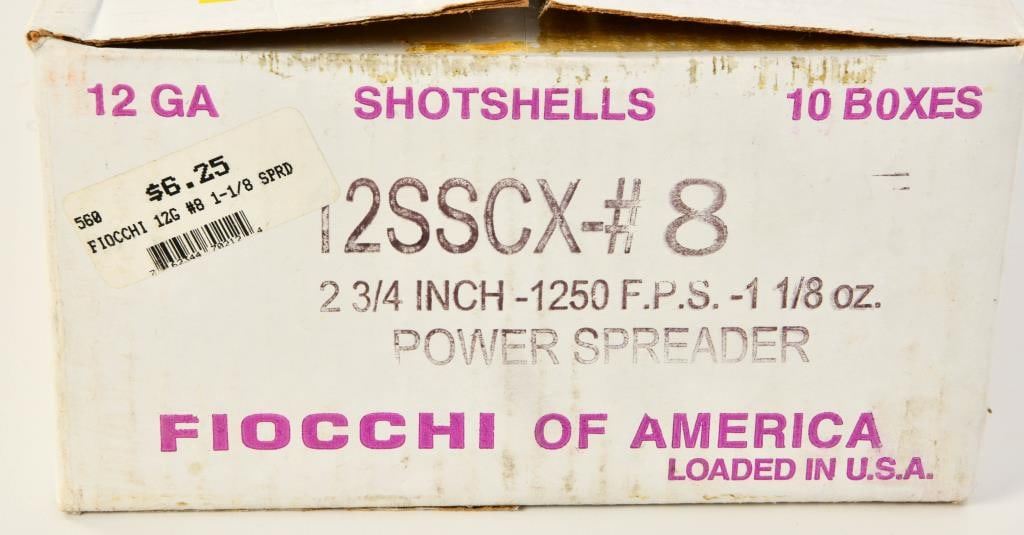 12 GA SHOTSHELLS 10 BOXES
$6.25
560
FIOCCHI 12G #8 1-1/8 SPRD
12SSCX-# 8
2 3/4 INCH -1250 F.P.S. -1 1/8 oz.
POWER SPREADER
FIOCCHI OF AMERICA
LOADED IN U.S.A.